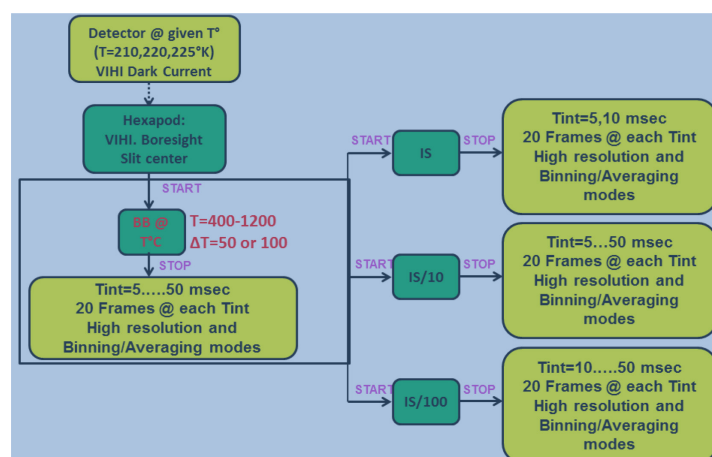 Detector @ given T°
(T=210,220,225°K)
VIHI Dark Current
Hexapod:
VIHI. Boresight
Slit center
START
BB @
T°C
T=400-1200
ΔT=50 or 100
STOP
Tint=5.....50 msec
20 Frames @ each Tint
High resolution and
Binning/Averaging modes
START
IS
STOP
Tint=5,10 msec
20 Frames @ each Tint
High resolution and
Binning/Averaging
modes
START
IS/10
STOP
Tint=5...50 msec
20 Frames @ each Tint
High resolution and
Binning/Averaging
modes
START
IS/100
STOP
Tint=10.....50 msec
20 Frames @ each Tint
High resolution and
Binning/Averaging
modes